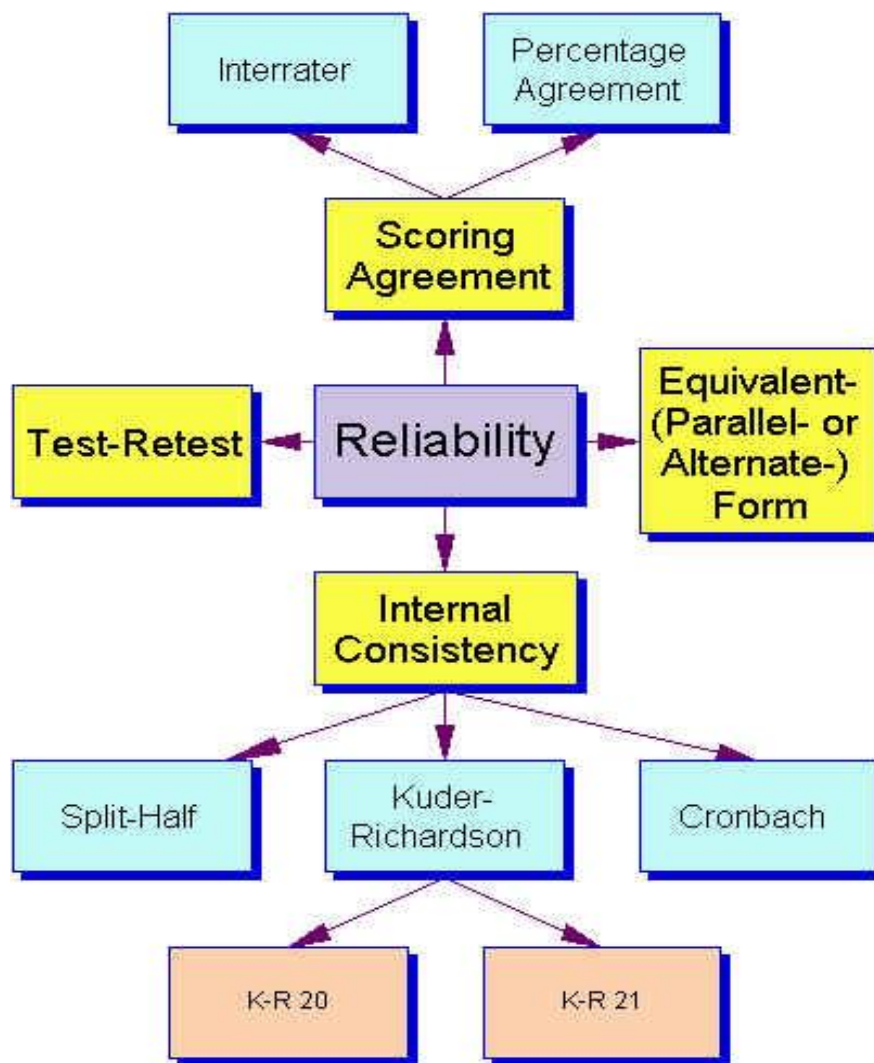 Interrater
Percentage
Agreement
Scoring
Agreement
Test-Retest
Reliability
Equivalent-
(Parallel- or
Alternate-)
Form
Internal
Consistency
Split-Half
Kuder-
Richardson
Cronbach
K-R 20
K-R 21